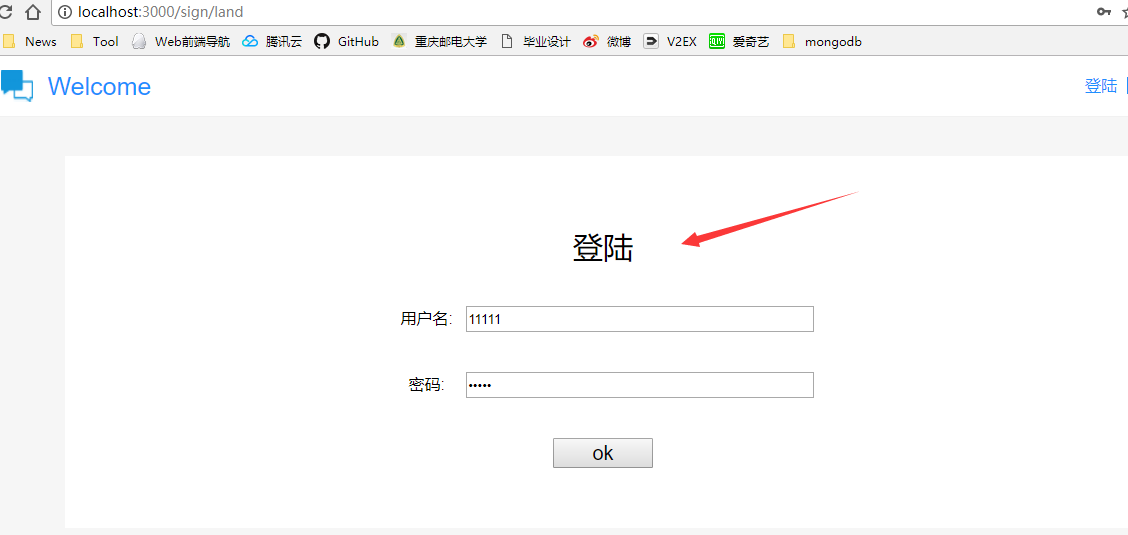 localhost:3000/sign/land
News Tool Web前端导航 腾讯云 GitHub 重庆邮电大学 毕业设计 微博 V2EX 爱奇艺 mongodb
Welcome 登陆
登陆
用户名: 11111
密码: •••••
ok